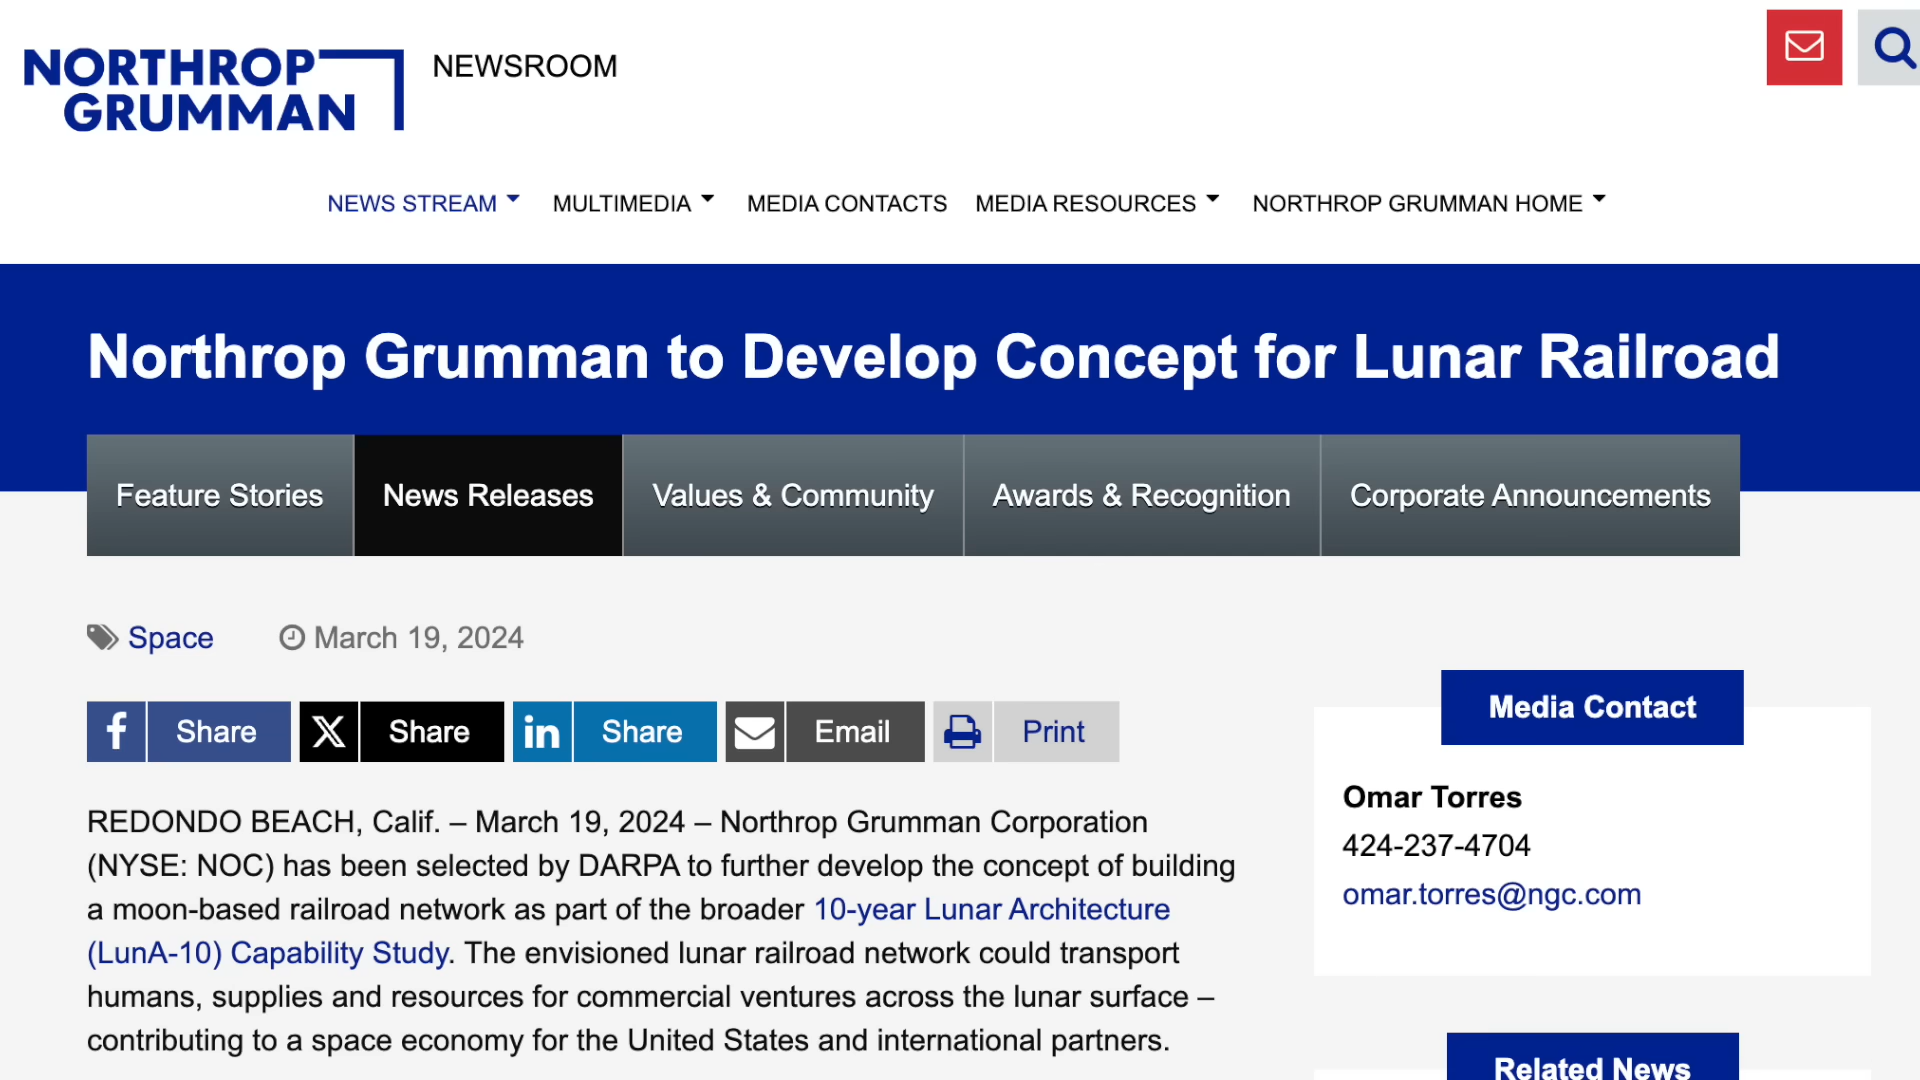 NORTHROP
GRUMMAN
NEWSROOM
NEWS STREAM
MULTIMEDIA
MEDIA CONTACTS
MEDIA RESOURCES
NORTHROP GRUMMAN HOME
Northrop Grumman to Develop Concept for Lunar Railroad
Feature Stories
News Releases
Values & Community
Awards & Recognition
Corporate Announcements
Space
March 19, 2024
f Share
X Share
in Share
Email
Print
REDONDO BEACH, Calif. – March 19, 2024 – Northrop Grumman Corporation
(NYSE: NOC) has been selected by DARPA to further develop the concept of building
a moon-based railroad network as part of the broader 10-year Lunar Architecture
(LunA-10) Capability Study. The envisioned lunar railroad network could transport
humans, supplies and resources for commercial ventures across the lunar surface –
contributing to a space economy for the United States and international partners.
Media Contact
Omar Torres
424-237-4704
omar.torres@ngc.com
Related News